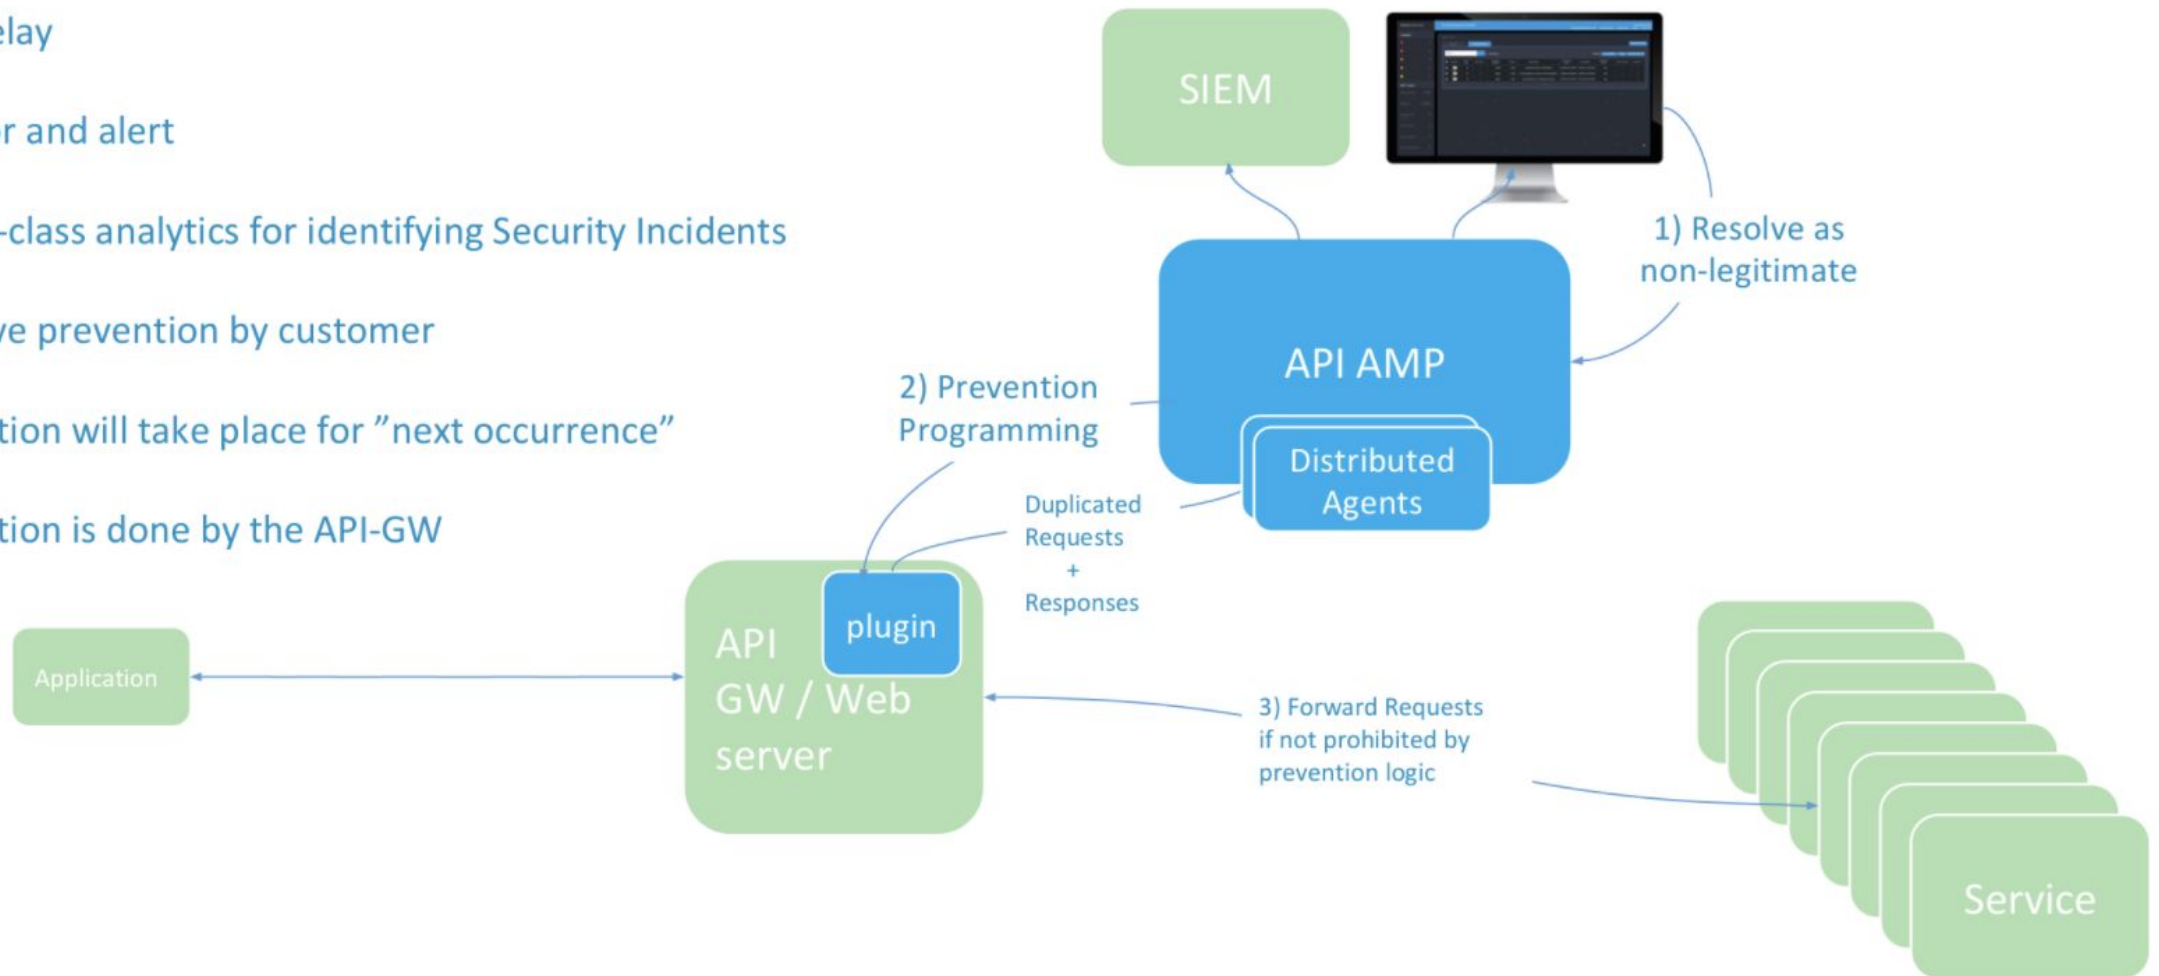 elay
r and alert
-class analytics for identifying Security Incidents
ve prevention by customer
tion will take place for ”next occurrence”
tion is done by the API-GW
SIEM
1) Resolve as
non-legitimate
API AMP
2) Prevention
Programming
Distributed
Agents
Duplicated
Requests
+
Responses
plugin
API
GW / Web
server
Application
3) Forward Requests
if not prohibited by
prevention logic
Service